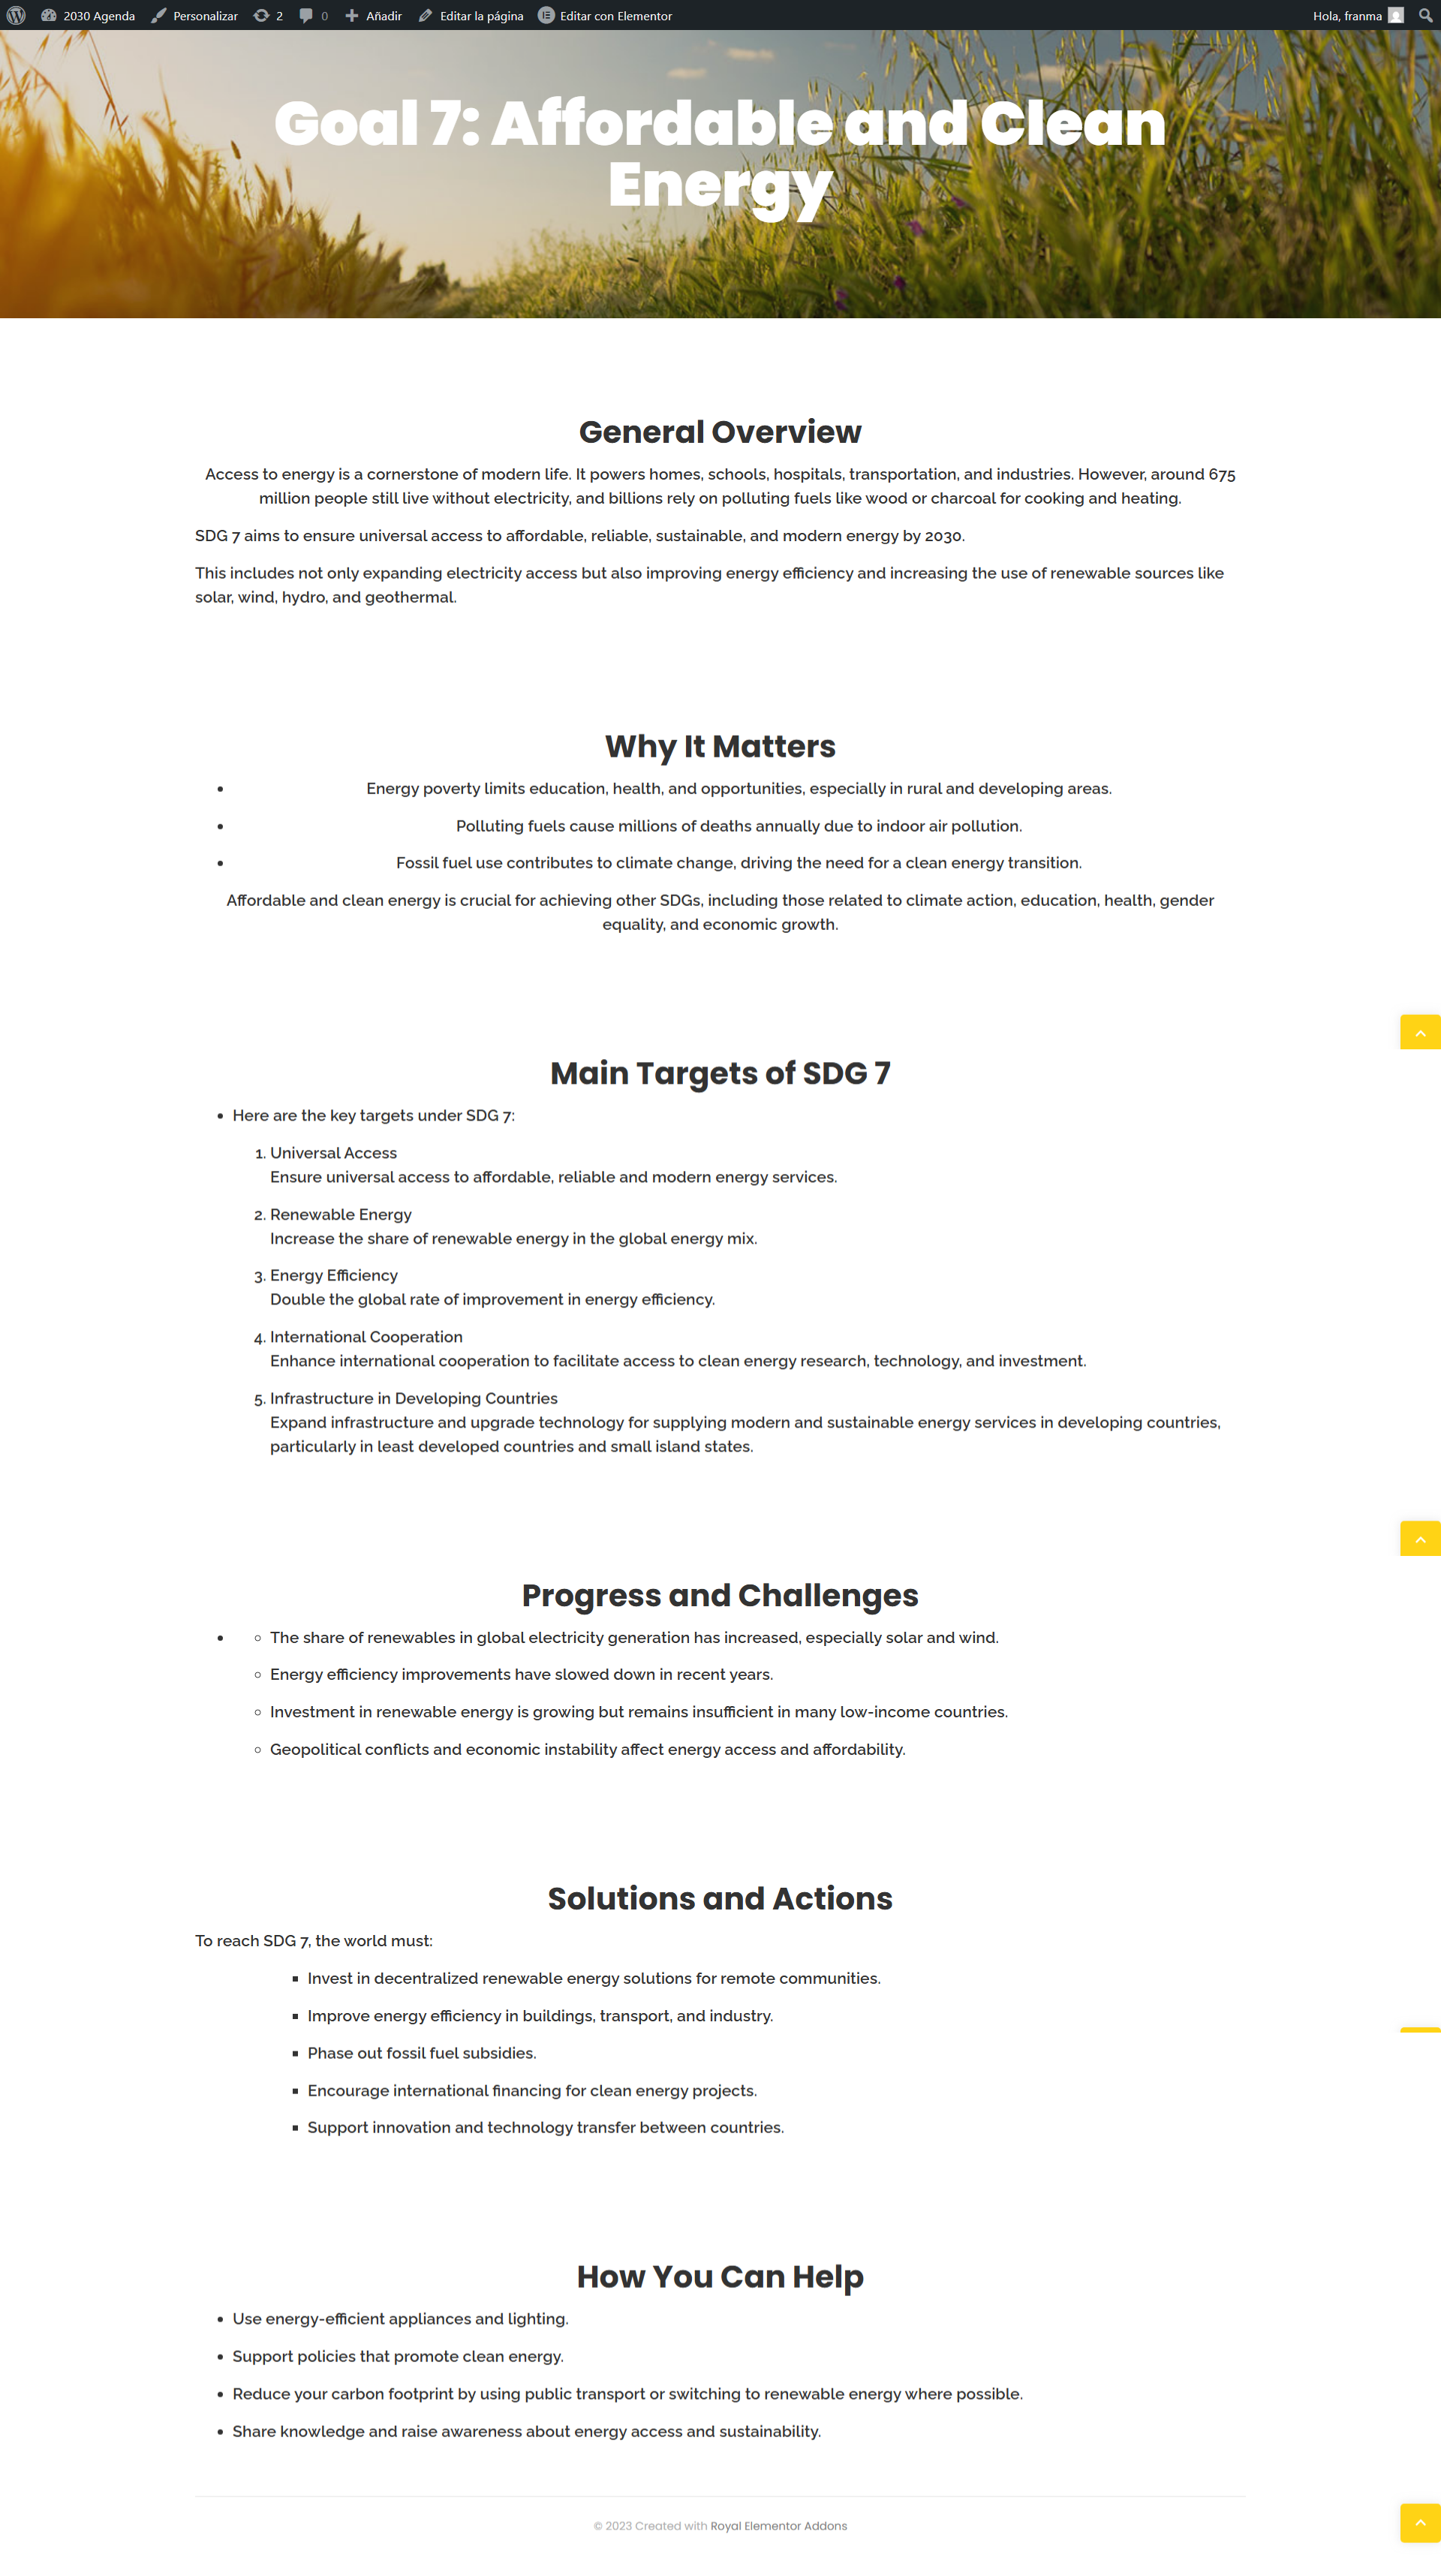 2030 Agenda Personalizar 2 0 Añadir Editar la página Editar con Elementor Hola, franma
Goal 7: Affordable and Clean
Energy
General Overview
Access to energy is a cornerstone of modern life. It powers homes, schools, hospitals, transportation, and industries. However, around 675
million people still live without electricity, and billions rely on polluting fuels like wood or charcoal for cooking and heating.
SDG 7 aims to ensure universal access to affordable, reliable, sustainable, and modern energy by 2030.
This includes not only expanding electricity access but also improving energy efficiency and increasing the use of renewable sources like
solar, wind, hydro, and geothermal.
Why It Matters
• Energy poverty limits education, health, and opportunities, especially in rural and developing areas.
• Polluting fuels cause millions of deaths annually due to indoor air pollution.
• Fossil fuel use contributes to climate change, driving the need for a clean energy transition.
Affordable and clean energy is crucial for achieving other SDGs, including those related to climate action, education, health, gender
equality, and economic growth.
Main Targets of SDG 7
• Here are the key targets under SDG 7:
1. Universal Access
Ensure universal access to affordable, reliable and modern energy services.
2. Renewable Energy
Increase the share of renewable energy in the global energy mix.
3. Energy Efficiency
Double the global rate of improvement in energy efficiency.
4. International Cooperation
Enhance international cooperation to facilitate access to clean energy research, technology, and investment.
5. Infrastructure in Developing Countries
Expand infrastructure and upgrade technology for supplying modern and sustainable energy services in developing countries,
particularly in least developed countries and small island states.
Progress and Challenges
• ◦ The share of renewables in global electricity generation has increased, especially solar and wind.
◦ Energy efficiency improvements have slowed down in recent years.
◦ Investment in renewable energy is growing but remains insufficient in many low-income countries.
◦ Geopolitical conflicts and economic instability affect energy access and affordability.
Solutions and Actions
To reach SDG 7, the world must:
▪ Invest in decentralized renewable energy solutions for remote communities.
▪ Improve energy efficiency in buildings, transport, and industry.
▪ Phase out fossil fuel subsidies.
▪ Encourage international financing for clean energy projects.
▪ Support innovation and technology transfer between countries.
How You Can Help
• Use energy-efficient appliances and lighting.
• Support policies that promote clean energy.
• Reduce your carbon footprint by using public transport or switching to renewable energy where possible.
• Share knowledge and raise awareness about energy access and sustainability.
© 2023 Created with Royal Elementor Addons